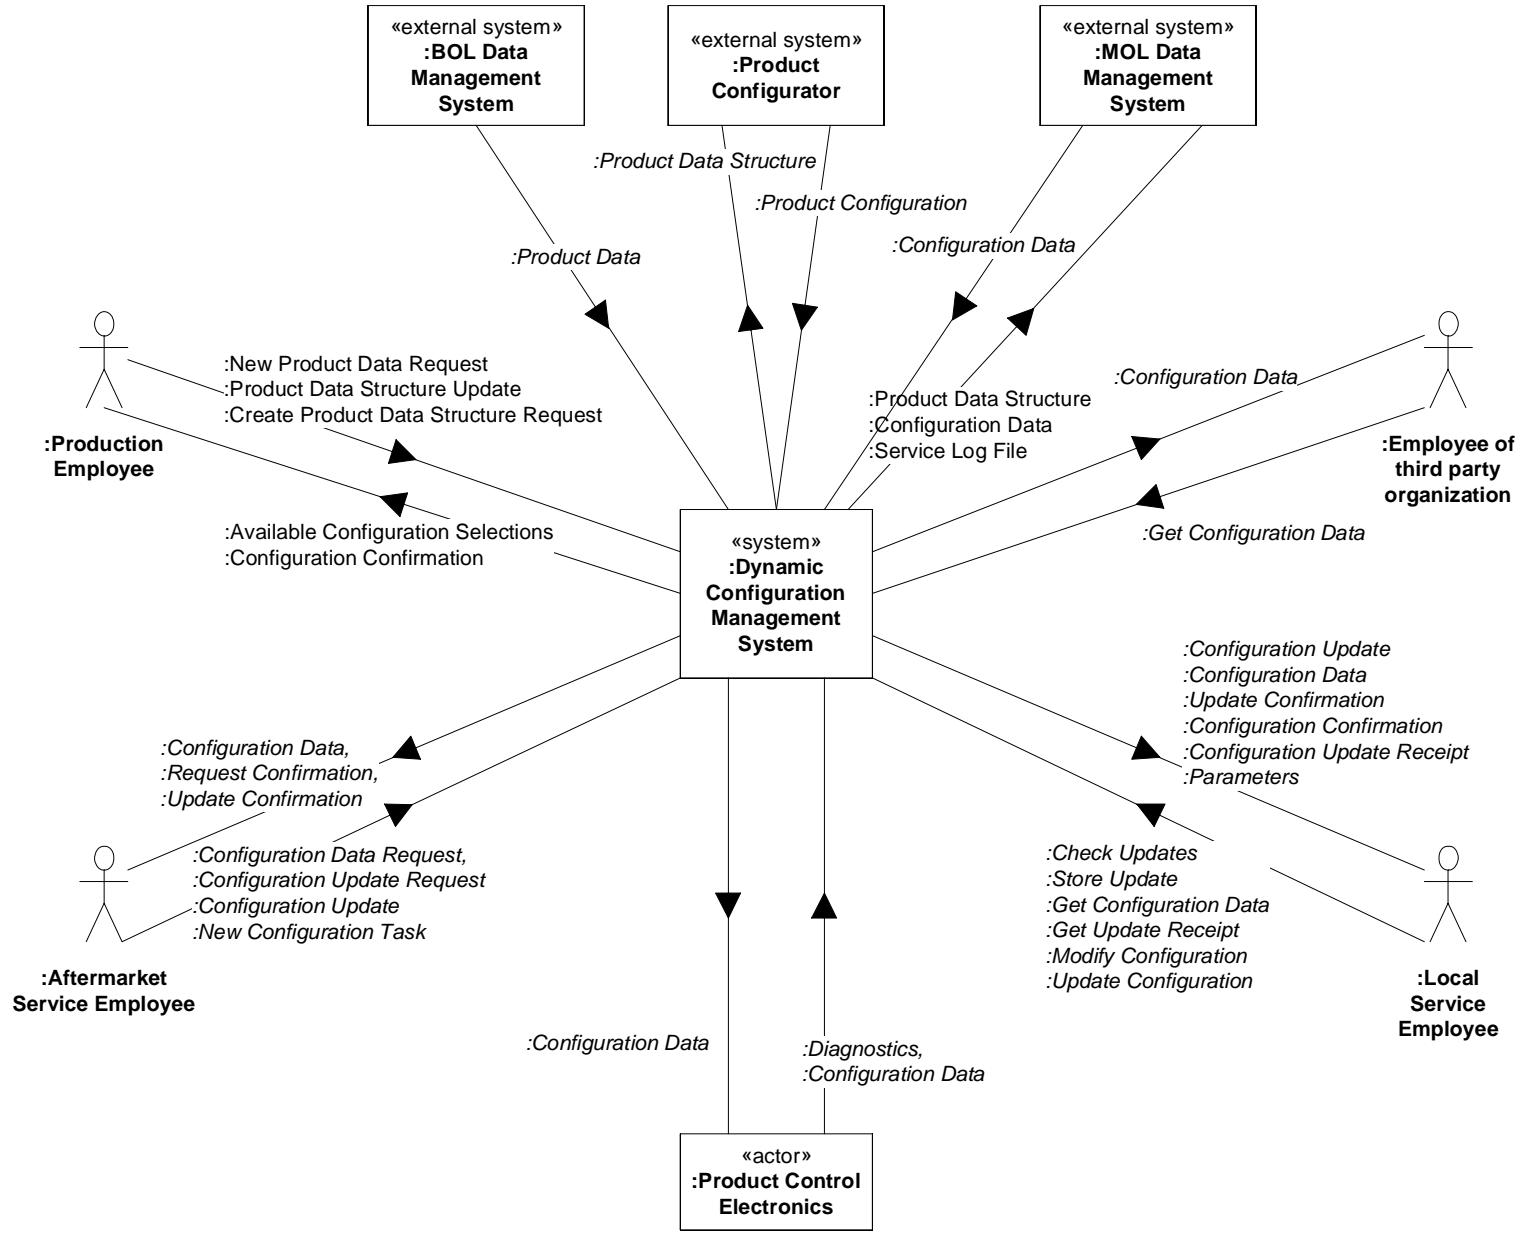 «external system»
:BOL Data
Management
System
«external system»
:Product
Configurator
«external system»
:MOL Data
Management
System
:Product Data Structure
:Product Configuration
:Configuration Data
:Product Data
:New Product Data Request
:Product Data Structure Update
:Create Product Data Structure Request
:Production
Employee
:Available Configuration Selections
:Configuration Confirmation
:Product Data Structure
:Configuration Data
:Service Log File
:Configuration Data
:Employee of
third party
organization
:Get Configuration Data
«system»
:Dynamic
Configuration
Management
System
:Configuration Update
:Configuration Data
:Update Confirmation
:Configuration Confirmation
:Configuration Update Receipt
:Parameters
:Configuration Data,
:Request Confirmation,
:Update Confirmation
:Configuration Data Request,
:Configuration Update Request
:Configuration Update
:New Configuration Task
:Aftermarket
Service Employee
:Check Updates
:Store Update
:Get Configuration Data
:Get Update Receipt
:Modify Configuration
:Update Configuration
:Local
Service
Employee
:Configuration Data
:Diagnostics,
:Configuration Data
«actor»
:Product Control
Electronics